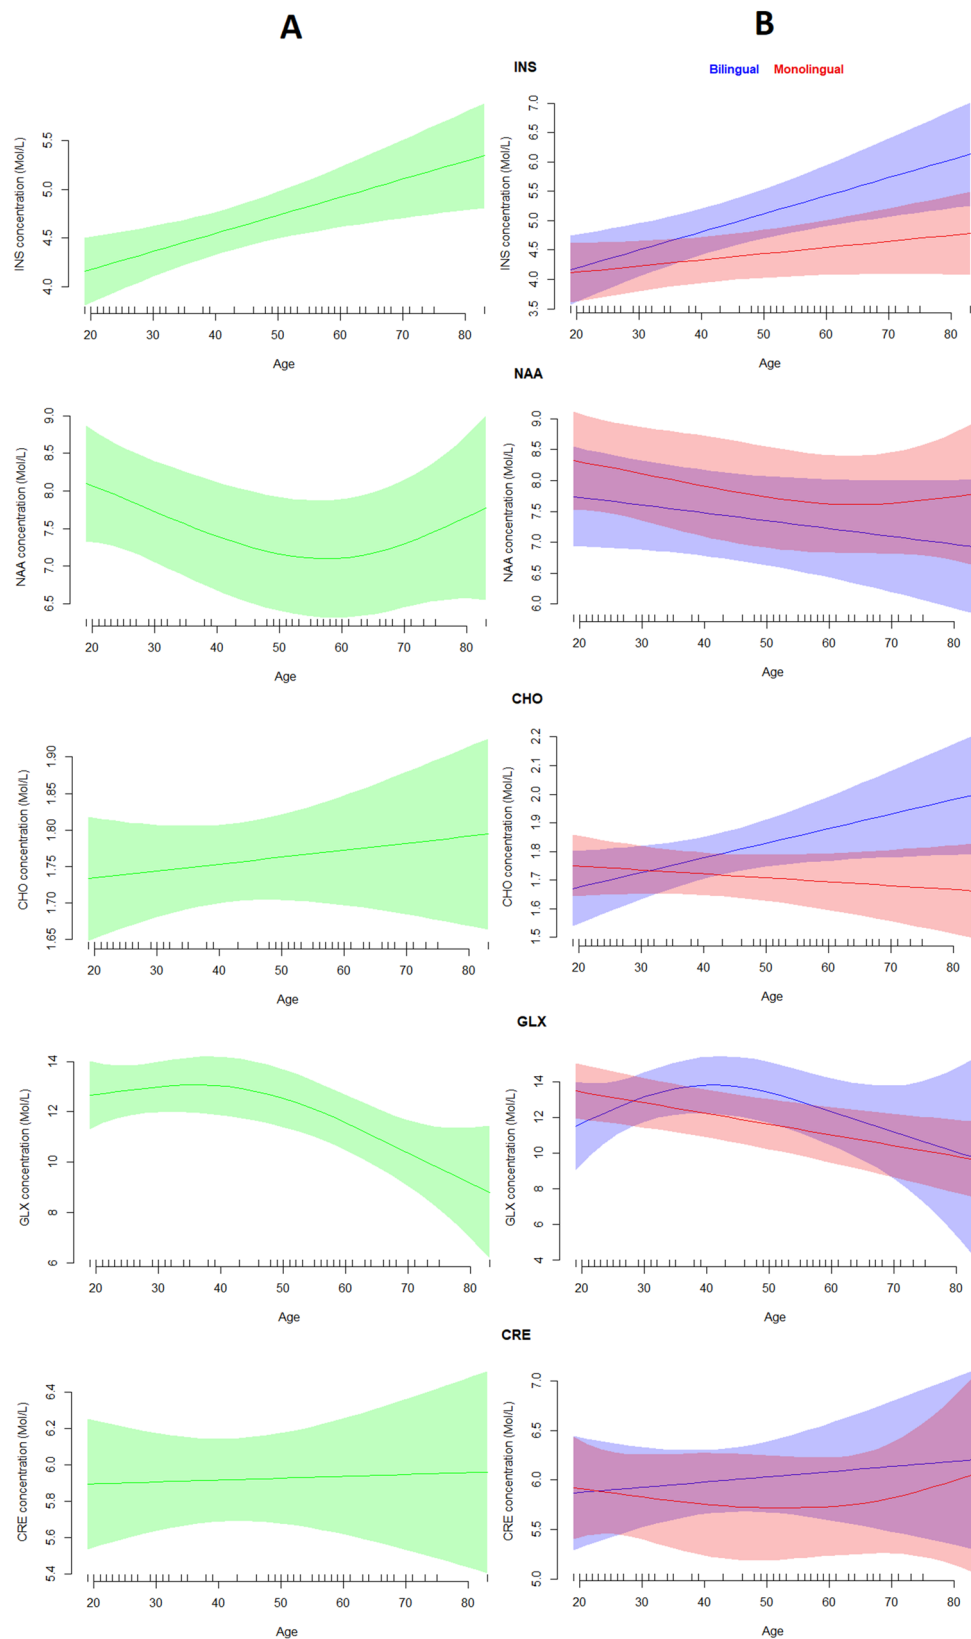 A B
INS
Bilingual Monolingual
INS concentration (Mol/L)
4.0 4.5 5.0 5.5
20 30 40 50 60 70 80
Age
INS concentration (Mol/L)
3.5 4.0 4.5 5.0 5.5 6.0 6.5 7.0
20 30 40 50 60 70 80
Age
NAA
NAA concentration (Mol/L)
6.5 7.0 7.5 8.0 8.5 9.0
20 30 40 50 60 70 80
Age
NAA concentration (Mol/L)
6.0 6.5 7.0 7.5 8.0 8.5 9.0
20 30 40 50 60 70 80
Age
CHO
CHO concentration (Mol/L)
1.65 1.70 1.75 1.80 1.85 1.90
20 30 40 50 60 70 80
Age
CHO concentration (Mol/L)
1.5 1.6 1.7 1.8 1.9 2.0 2.1 2.2
20 30 40 50 60 70 80
Age
GLX
GLX concentration (Mol/L)
6 8 10 12 14
20 30 40 50 60 70 80
Age
GLX concentration (Mol/L)
4 6 8 10 12 14
20 30 40 50 60 70 80
Age
CRE
CRE concentration (Mol/L)
5.4 5.6 5.8 6.0 6.2 6.4
20 30 40 50 60 70 80
Age
CRE concentration (Mol/L)
5.0 5.5 6.0 6.5 7.0
20 30 40 50 60 70 80
Age